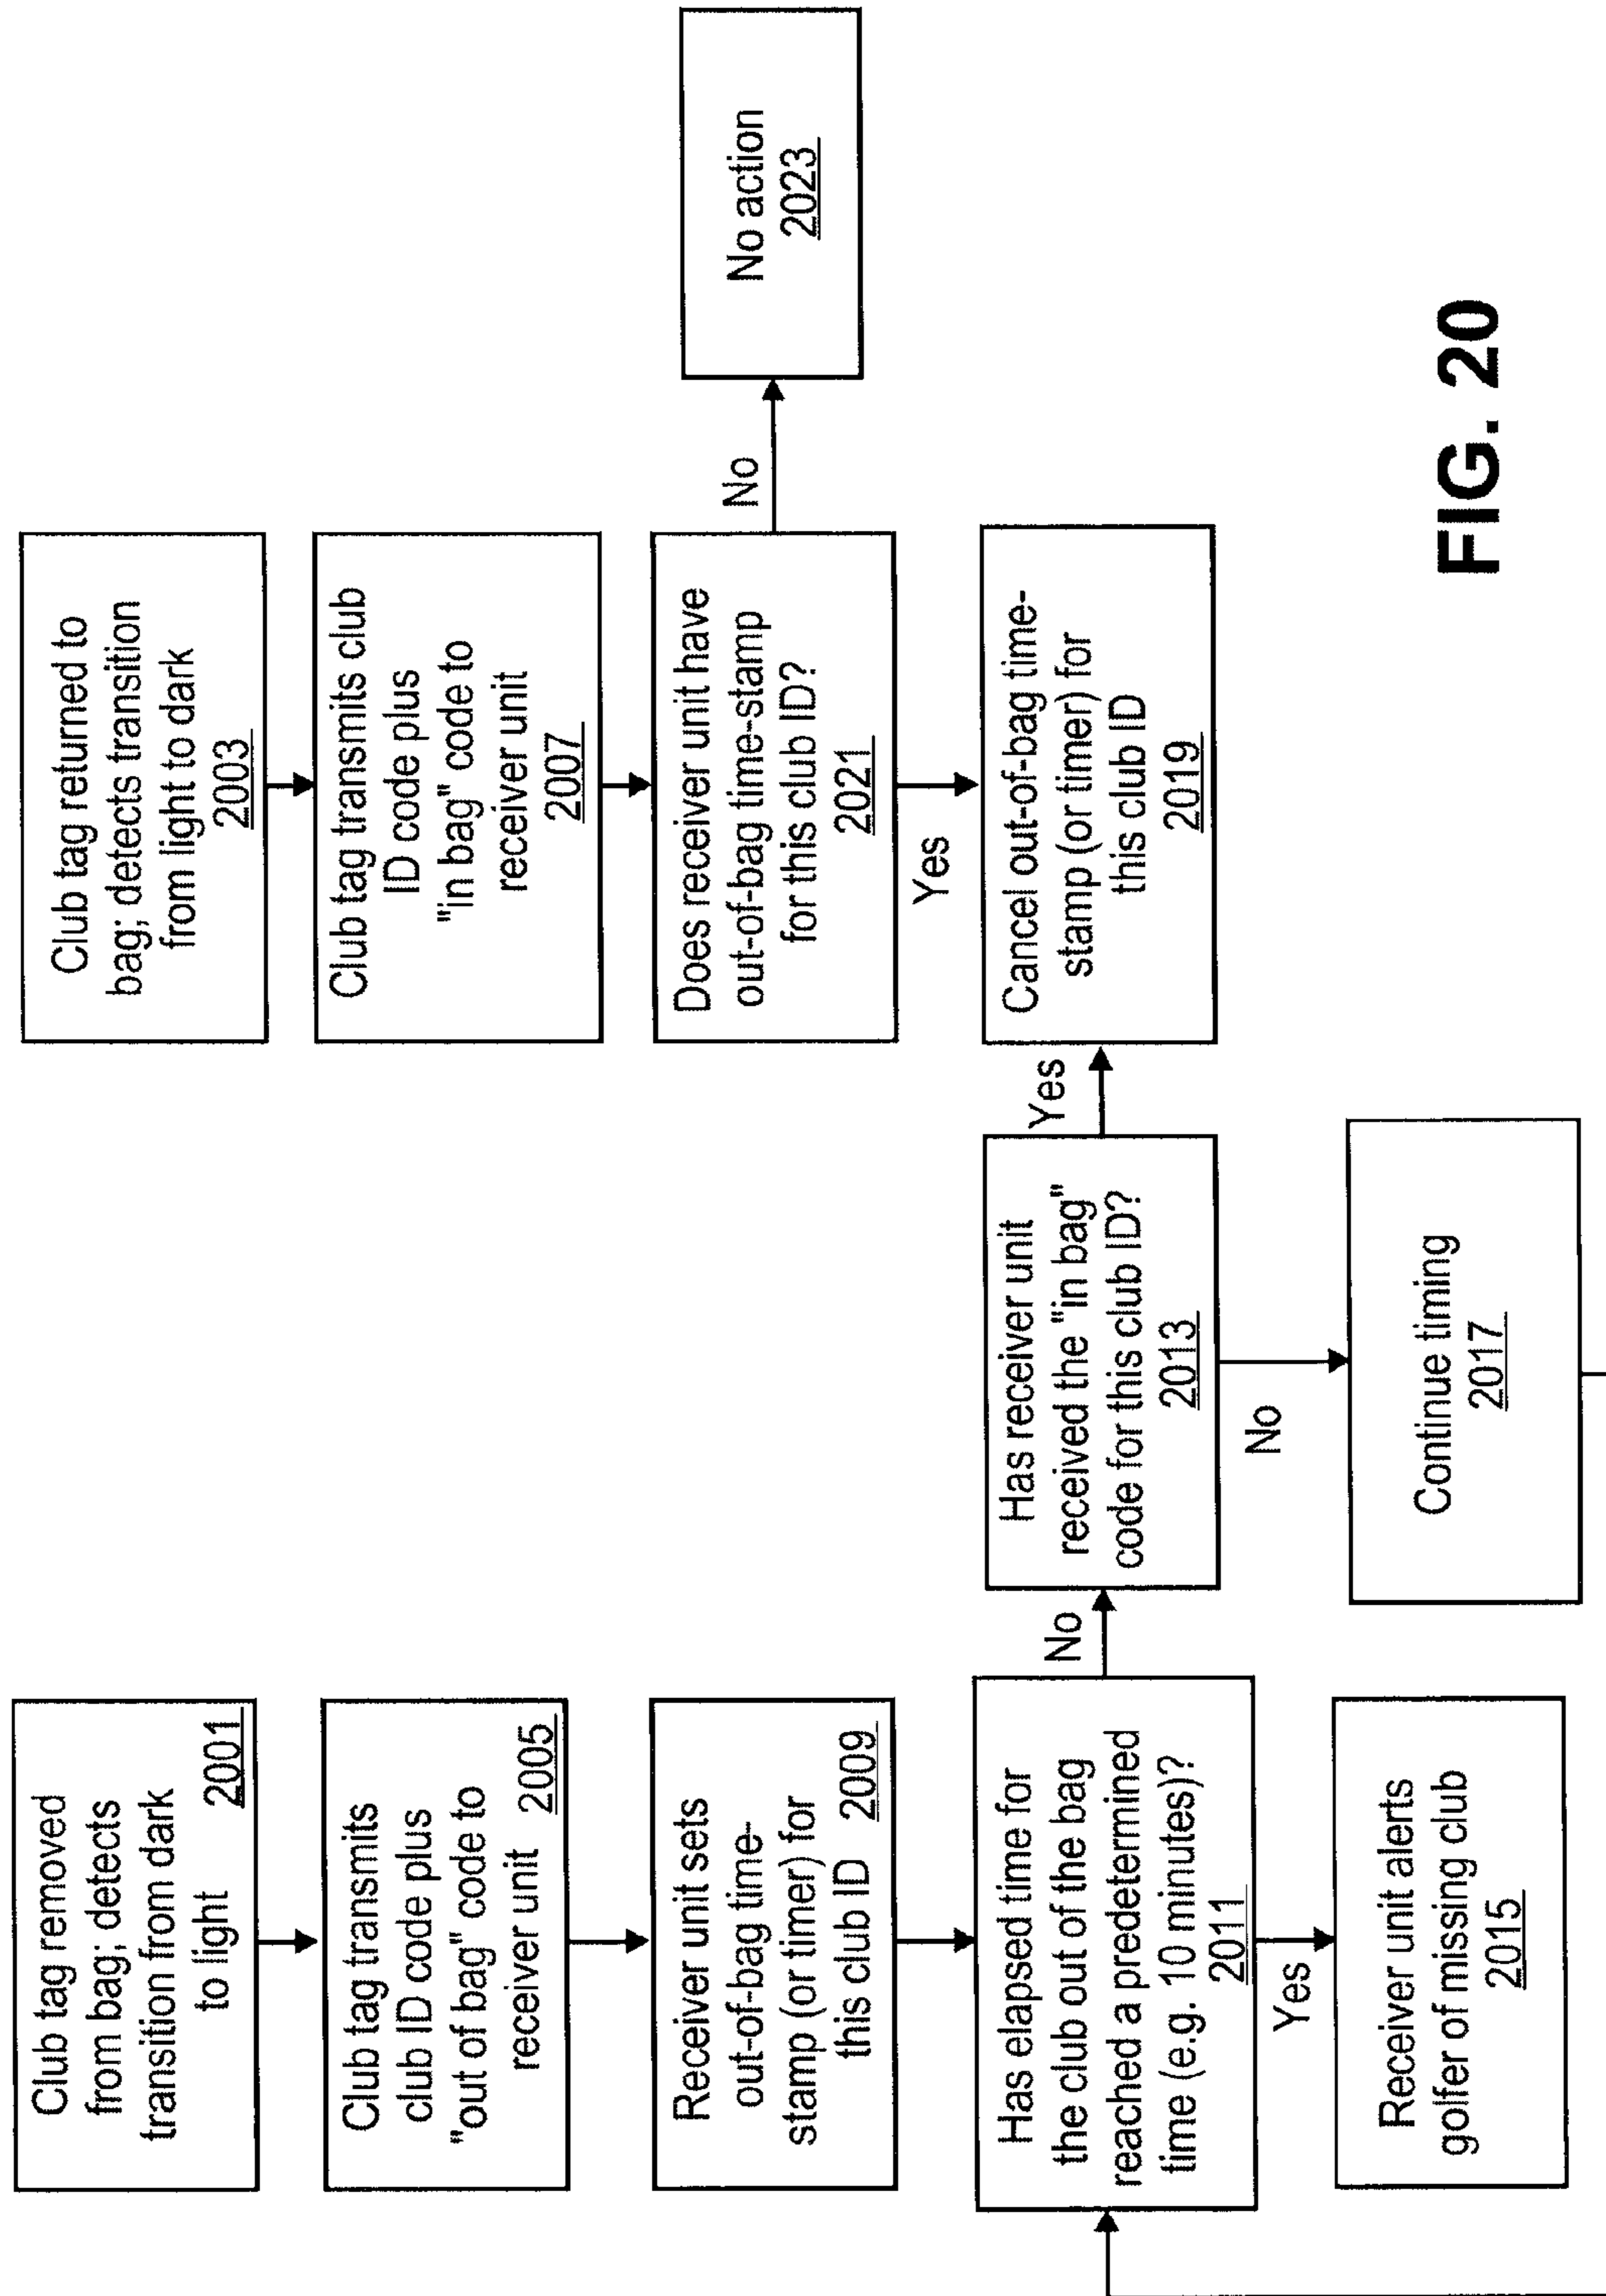 Club tag removed
from bag; detects
transition from dark
to light 2001
Club tag transmits
club ID code plus
"out of bag" code to
receiver unit 2005
Receiver unit sets
out-of-bag time-
stamp (or timer) for
this club ID 2009
Has elapsed time for
the club out of the bag
reached a predetermined
time (e.g. 10 minutes)?
2011
Yes
No
Receiver unit alerts
golfer of missing club
2015
Has receiver unit
received the "in bag"
code for this club ID?
2013
Yes
No
Continue timing
2017
Club tag returned to
bag; detects transition
from light to dark
2003
Club tag transmits club
ID code plus
"in bag" code to
receiver unit
2007
Does receiver unit have
out-of-bag time-stamp
for this club ID?
2021
Yes
No
Cancel out-of-bag time-
stamp (or timer) for
this club ID
2019
No action
2023
FIG. 20